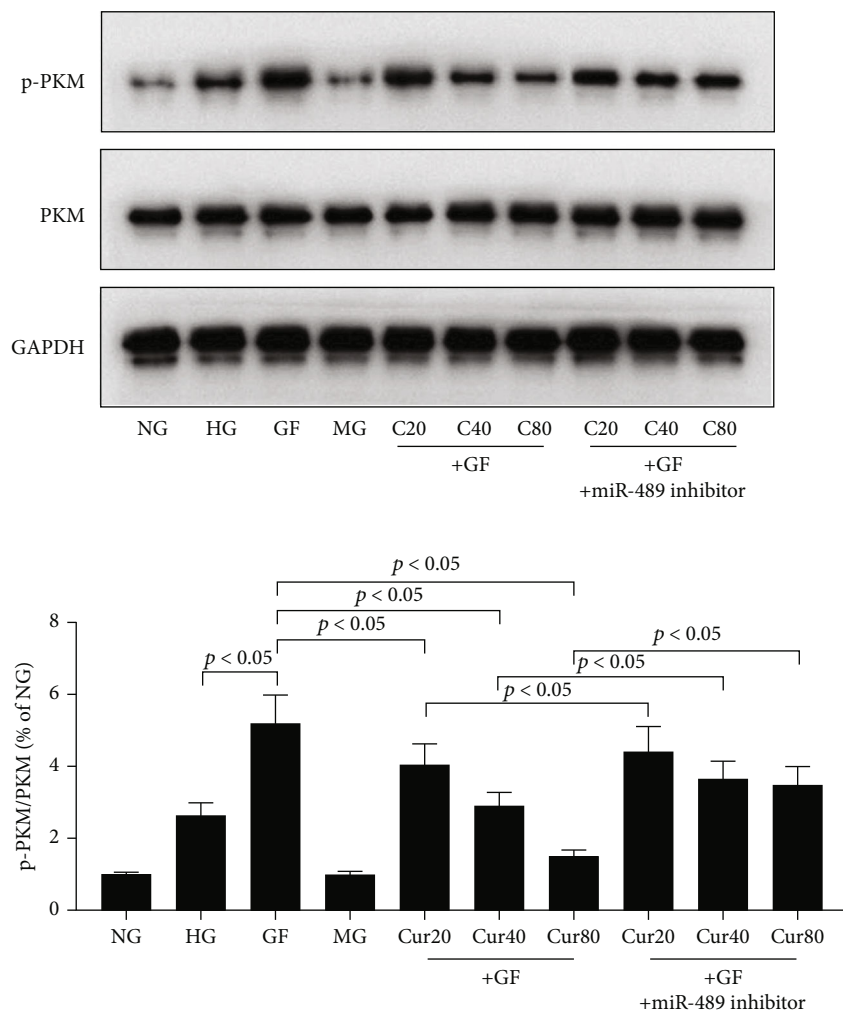 p-PKM
PKM
GAPDH
NG HG GF MG C20 C40 C80 C20 C40 C80
+GF +GF
+miR-489 inhibitor
p < 0.05
p < 0.05
p < 0.05 p < 0.05
p < 0.05 p < 0.05
p < 0.05
p-PKM/PKM (% of NG)
8
6
4
2
0
NG HG GF MG Cur20 Cur40 Cur80 Cur20 Cur40 Cur80
+GF +GF
+miR-489 inhibitor